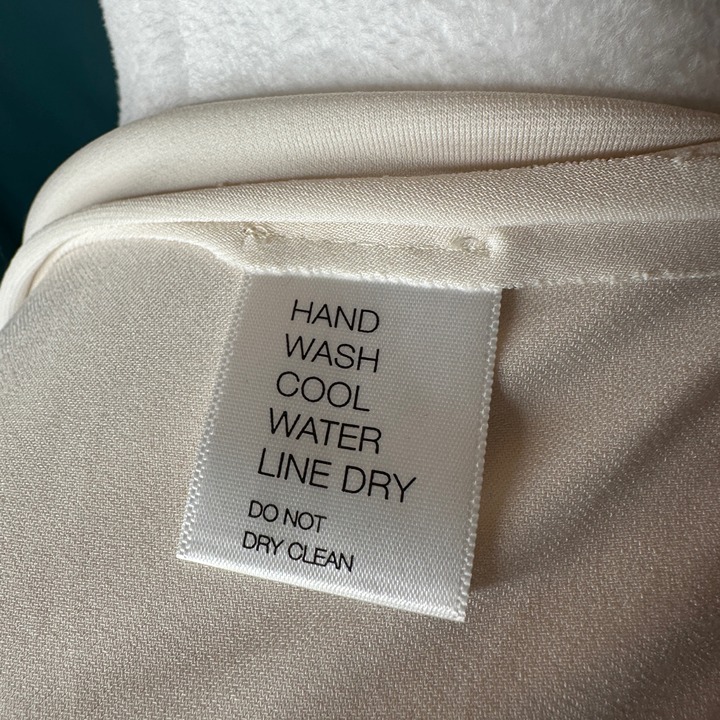 HAND
WASH
COOL
WATER
LINE DRY
DO NOT
DRY CLEAN